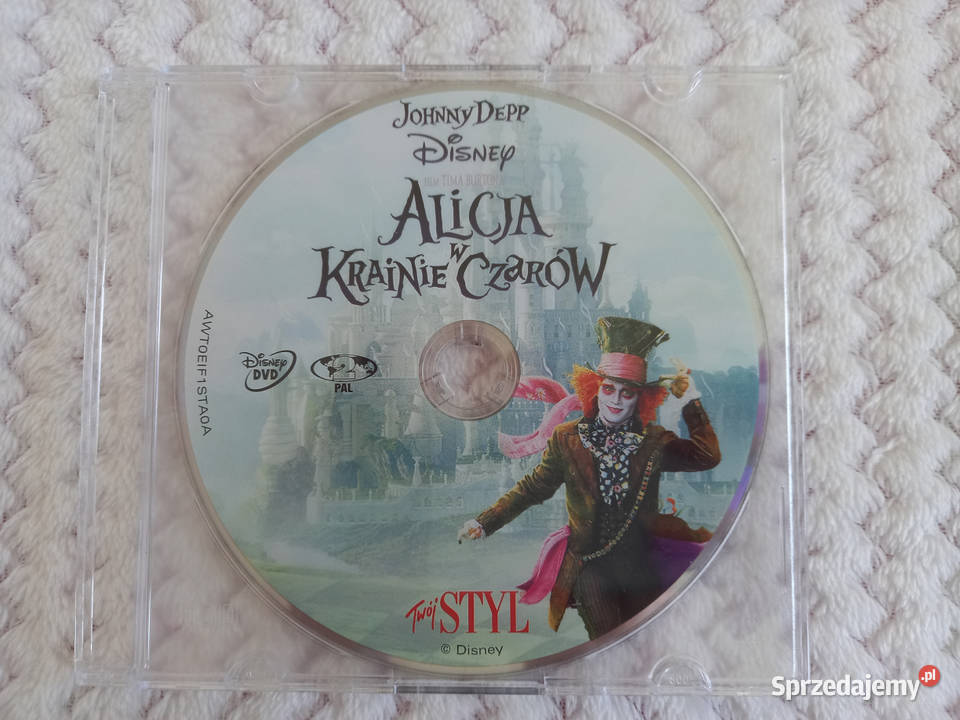 JOHNNY DEPP
DISNEY
FILM TIMA BURTONA
ALICJA
W
KRAINIE CZARÓW
AWT0EIF1STA0A
DISNEY
DVD
2
PAL
Twój STYL
© Disney
Sprzedajemy.pl